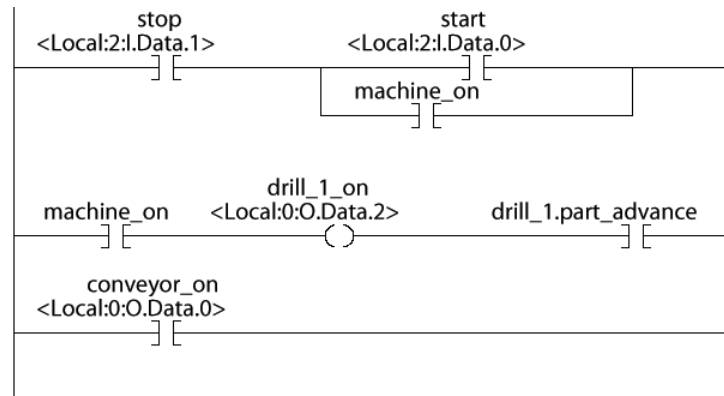 stop
<Local:2:I.Data.1>
start
<Local:2:I.Data.0>
machine_on
machine_on
drill_1_on
<Local:0:O.Data.2>
drill_1.part_advance
conveyor_on
<Local:0:O.Data.0>